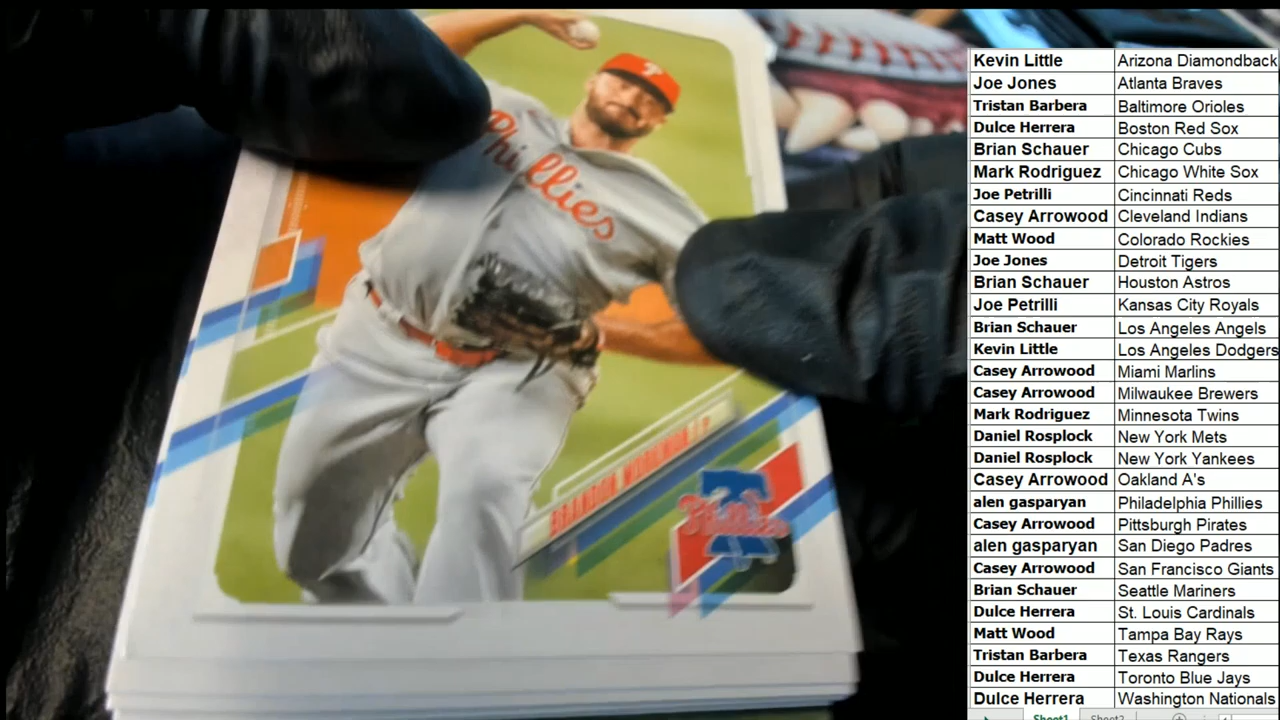 Phillies
BRANDON WORKMAN
Phillies
Kevin Little Arizona Diamondback
Joe Jones Atlanta Braves
Tristan Barbera Baltimore Orioles
Dulce Herrera Boston Red Sox
Brian Schauer Chicago Cubs
Mark Rodriguez Chicago White Sox
Joe Petrilli Cincinnati Reds
Casey Arrowood Cleveland Indians
Matt Wood Colorado Rockies
Joe Jones Detroit Tigers
Brian Schauer Houston Astros
Joe Petrilli Kansas City Royals
Brian Schauer Los Angeles Angels
Kevin Little Los Angeles Dodgers
Casey Arrowood Miami Marlins
Casey Arrowood Milwaukee Brewers
Mark Rodriguez Minnesota Twins
Daniel Rosplock New York Mets
Daniel Rosplock New York Yankees
Casey Arrowood Oakland A's
alen gasparyan Philadelphia Phillies
Casey Arrowood Pittsburgh Pirates
alen gasparyan San Diego Padres
Casey Arrowood San Francisco Giants
Brian Schauer Seattle Mariners
Dulce Herrera St. Louis Cardinals
Matt Wood Tampa Bay Rays
Tristan Barbera Texas Rangers
Dulce Herrera Toronto Blue Jays
Dulce Herrera Washington Nationals
Sheet1 Sheet2